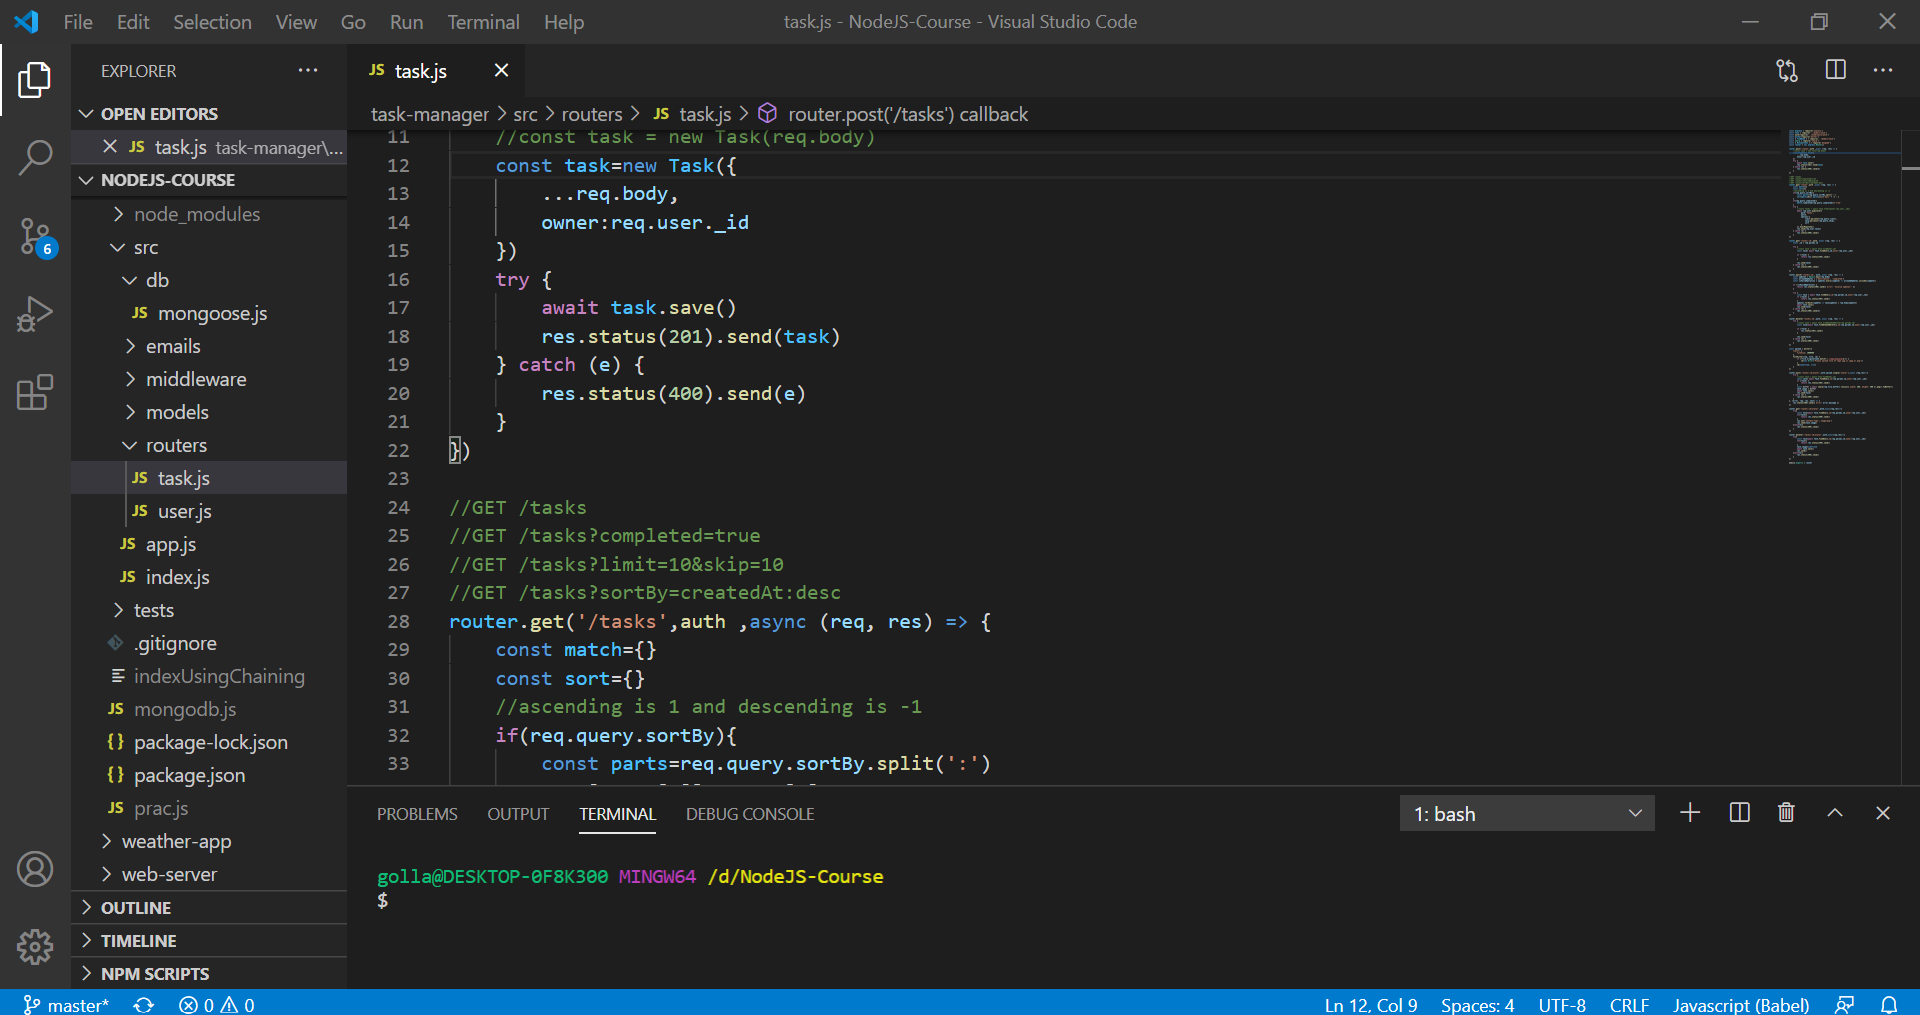 File Edit Selection View Go Run Terminal Help
task.js - NodeJS-Course - Visual Studio Code
EXPLORER
OPEN EDITORS
JS task.js task-manager\...
NODEJS-COURSE
node_modules
src
db
JS mongoose.js
emails
middleware
models
routers
JS task.js
JS user.js
JS app.js
JS index.js
tests
.gitignore
indexUsingChaining
JS mongodb.js
{} package-lock.json
{} package.json
JS prac.js
weather-app
web-server
OUTLINE
TIMELINE
NPM SCRIPTS
6
JS task.js
task-manager > src > routers > JS task.js > router.post('/tasks') callback
11 //const task = new Task(req.body)
12 const task=new Task({
13 ...req.body,
14 owner:req.user._id
15 })
16 try {
17 await task.save()
18 res.status(201).send(task)
19 } catch (e) {
20 res.status(400).send(e)
21 }
22 })
23
24 //GET /tasks
25 //GET /tasks?completed=true
26 //GET /tasks?limit=10&skip=10
27 //GET /tasks?sortBy=createdAt:desc
28 router.get('/tasks',auth ,async (req, res) => {
29 const match={}
30 const sort={}
31 //ascending is 1 and descending is -1
32 if(req.query.sortBy){
33 const parts=req.query.sortBy.split(':')
PROBLEMS OUTPUT TERMINAL DEBUG CONSOLE
1: bash
golla@DESKTOP-0F8K300 MINGW64 /d/NodeJS-Course
$
master* 0 0
Ln 12, Col 9 Spaces: 4 UTF-8 CRLF Javascript (Babel)